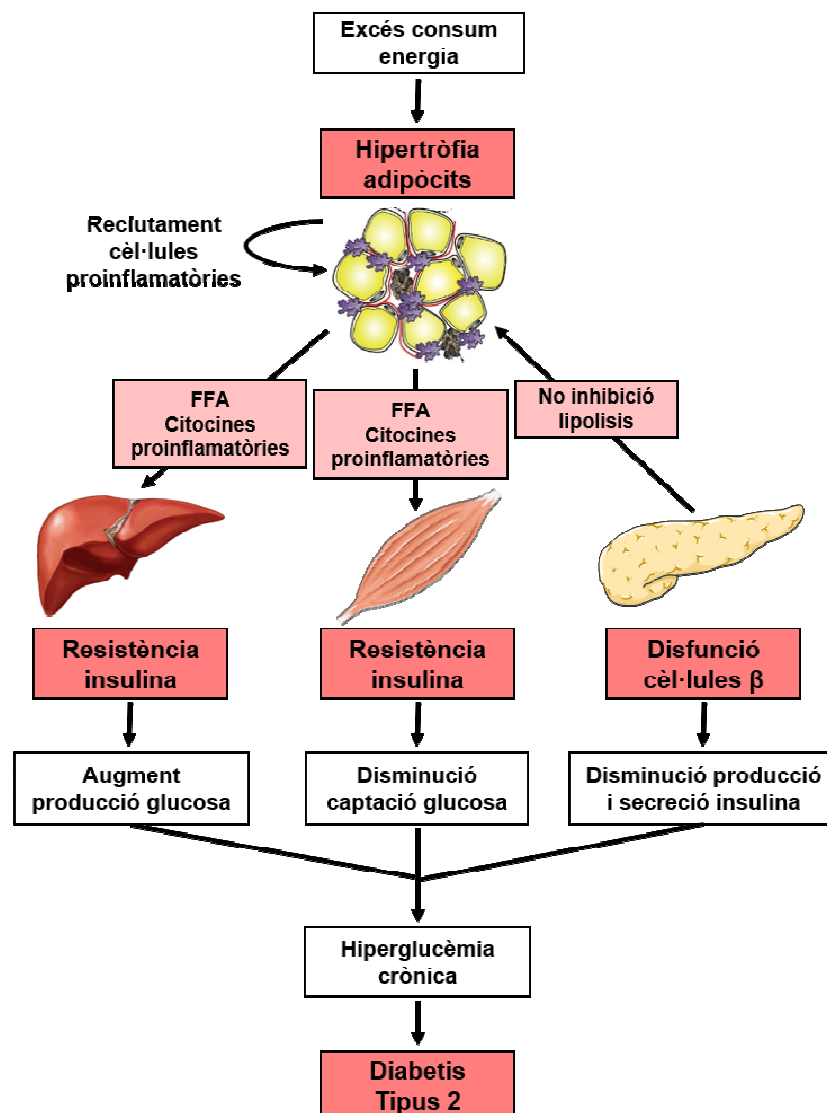 Excés consum
energia
Hipertròfia
adipòcits
Reclutament
cèl·lules
proinflamatòries
FFA
Citocines
proinflamatòries
FFA
Citocines
proinflamatòries
No inhibició
lipolisis
Resistència
insulina
Resistència
insulina
Disfunció
cèl·lules β
Augment
producció glucosa
Disminució
captació glucosa
Disminució producció
i secreció insulina
Hiperglucèmia
crònica
Diabetis
Tipus 2